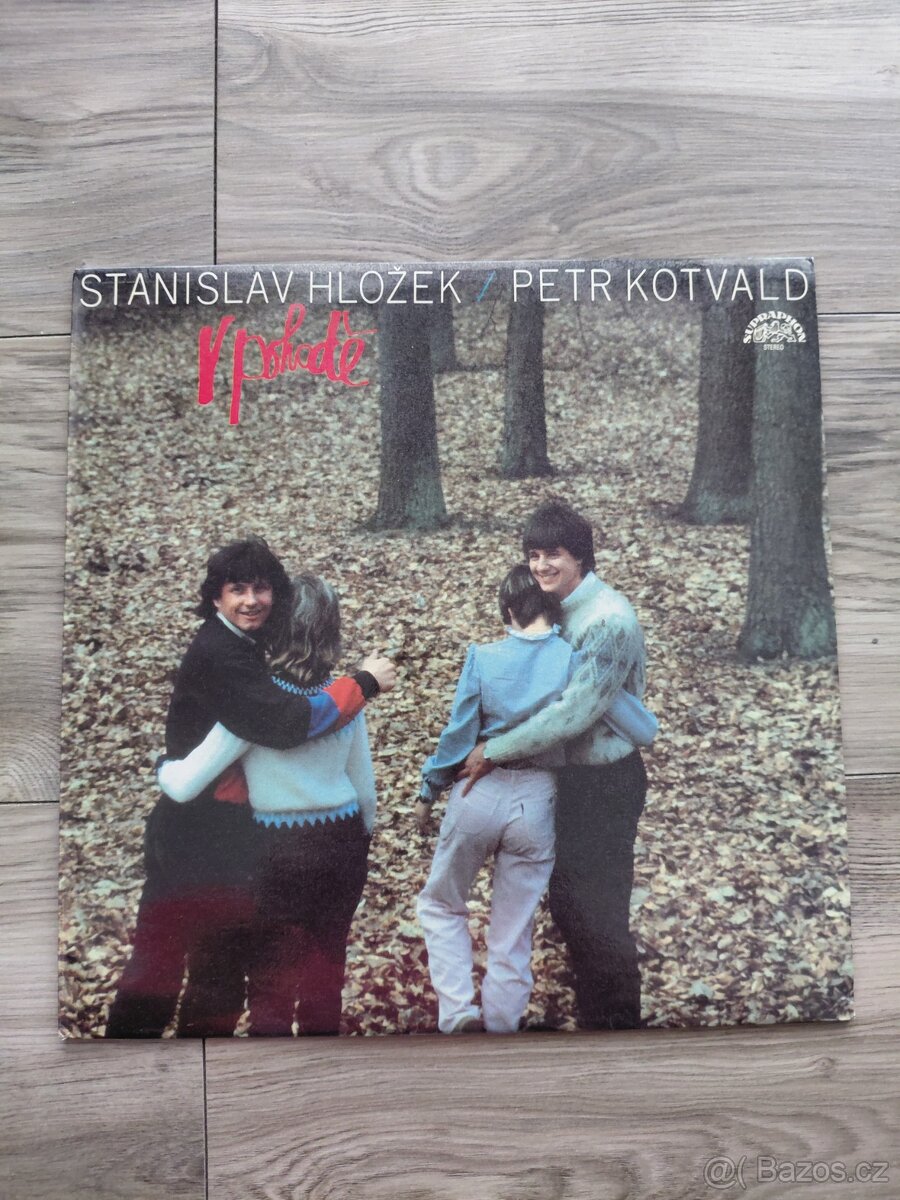 STANISLAV HLOŽEK / PETR KOTVALD
V pohodě
SUPRAPHON
STEREO
@( Bazos.cz